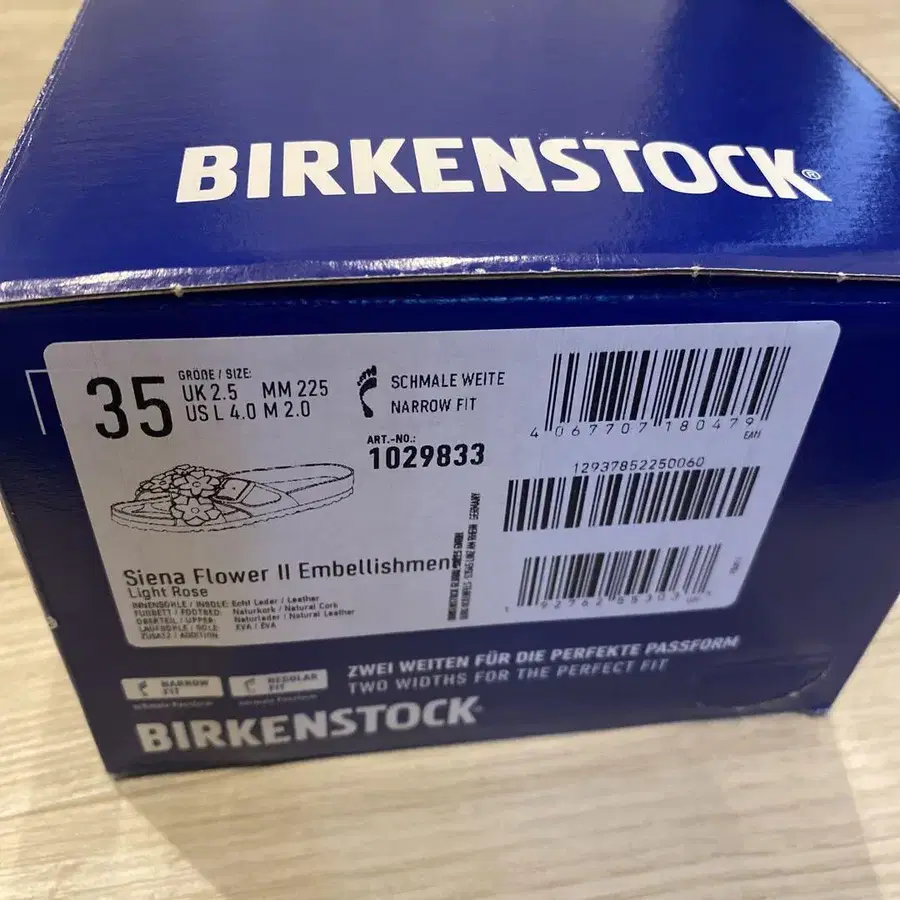 BIRKENSTOCK®
35
GRÖßE / SIZE:
UK 2.5 MM 225
US L 4.0 M 2.0
SCHMALE WEITE
NARROW FIT
ART.-NO.:
1029833
4 067707 180479
EAN
12937852250060
Siena Flower II Embellishment
Light Rose
INNENSOHLE / INSOLE: Echt Leder / Leather
FUßBETT / FOOTBED: Naturkork / Natural Cork
OBERTEIL / UPPER: Naturleder / Natural Leather
LAUFSOHLE / SOLE: EVA / EVA
ZUSATZ / ADDITION:
NARROW FIT
REGULAR FIT
ZWEI WEITEN FÜR DIE PERFEKTE PASSFORM
TWO WIDTHS FOR THE PERFECT FIT
BIRKENSTOCK